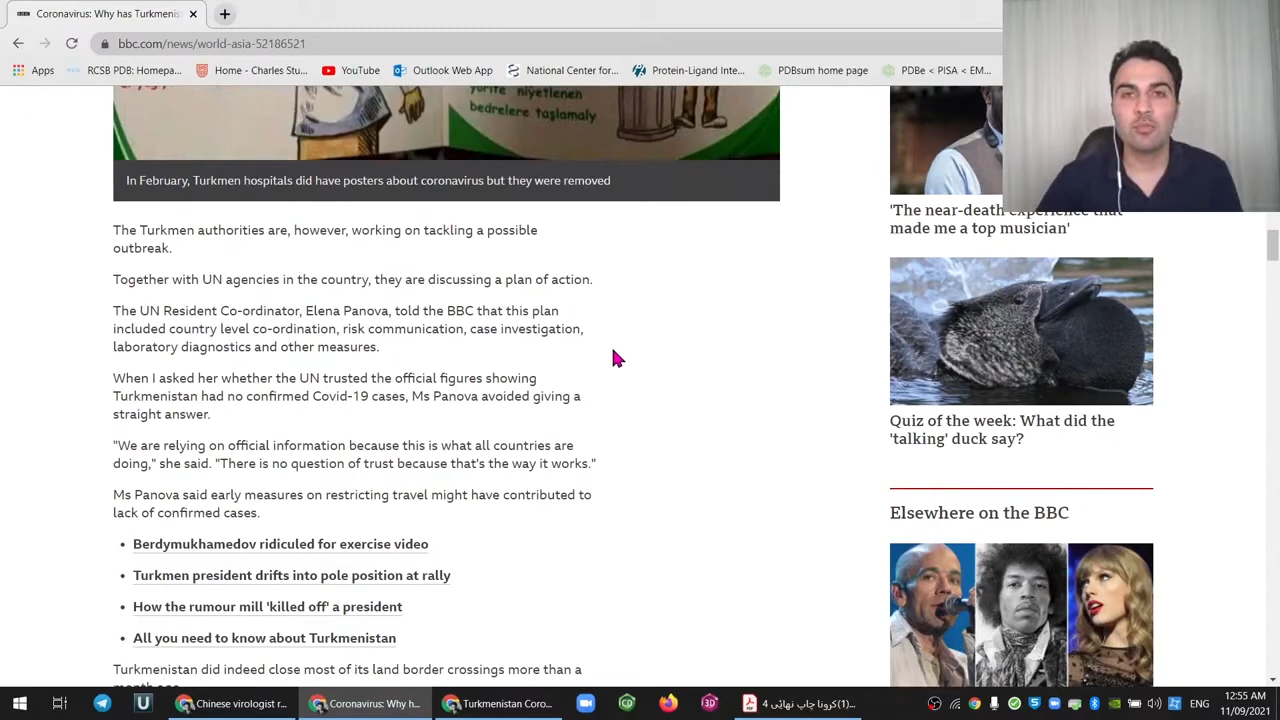 Coronavirus: Why has Turkmenis
bbc.com/news/world-asia-52186521
Apps
RCSB PDB: Homepa...
Home - Charles Stu...
YouTube
Outlook Web App
National Center for...
Protein-Ligand Inte...
PDBsum home page
PDBe < PISA < EM...
ýörite niýetlenen
bedrelere taşlamaly
In February, Turkmen hospitals did have posters about coronavirus but they were removed
The Turkmen authorities are, however, working on tackling a possible
outbreak.
Together with UN agencies in the country, they are discussing a plan of action.
The UN Resident Co-ordinator, Elena Panova, told the BBC that this plan
included country level co-ordination, risk communication, case investigation,
laboratory diagnostics and other measures.
When I asked her whether the UN trusted the official figures showing
Turkmenistan had no confirmed Covid-19 cases, Ms Panova avoided giving a
straight answer.
"We are relying on official information because this is what all countries are
doing," she said. "There is no question of trust because that's the way it works."
Ms Panova said early measures on restricting travel might have contributed to
lack of confirmed cases.
• Berdymukhamedov ridiculed for exercise video
• Turkmen president drifts into pole position at rally
• How the rumour mill 'killed off' a president
• All you need to know about Turkmenistan
Turkmenistan did indeed close most of its land border crossings more than a
month ago
'The near-death experience that
made me a top musician'
Quiz of the week: What did the
'talking' duck say?
Elsewhere on the BBC
Chinese virologist r...
Coronavirus: Why h...
Turkmenistan Coro...
4 کرونا چاپ نهائی(1)...
ENG
12:55 AM
11/09/2021